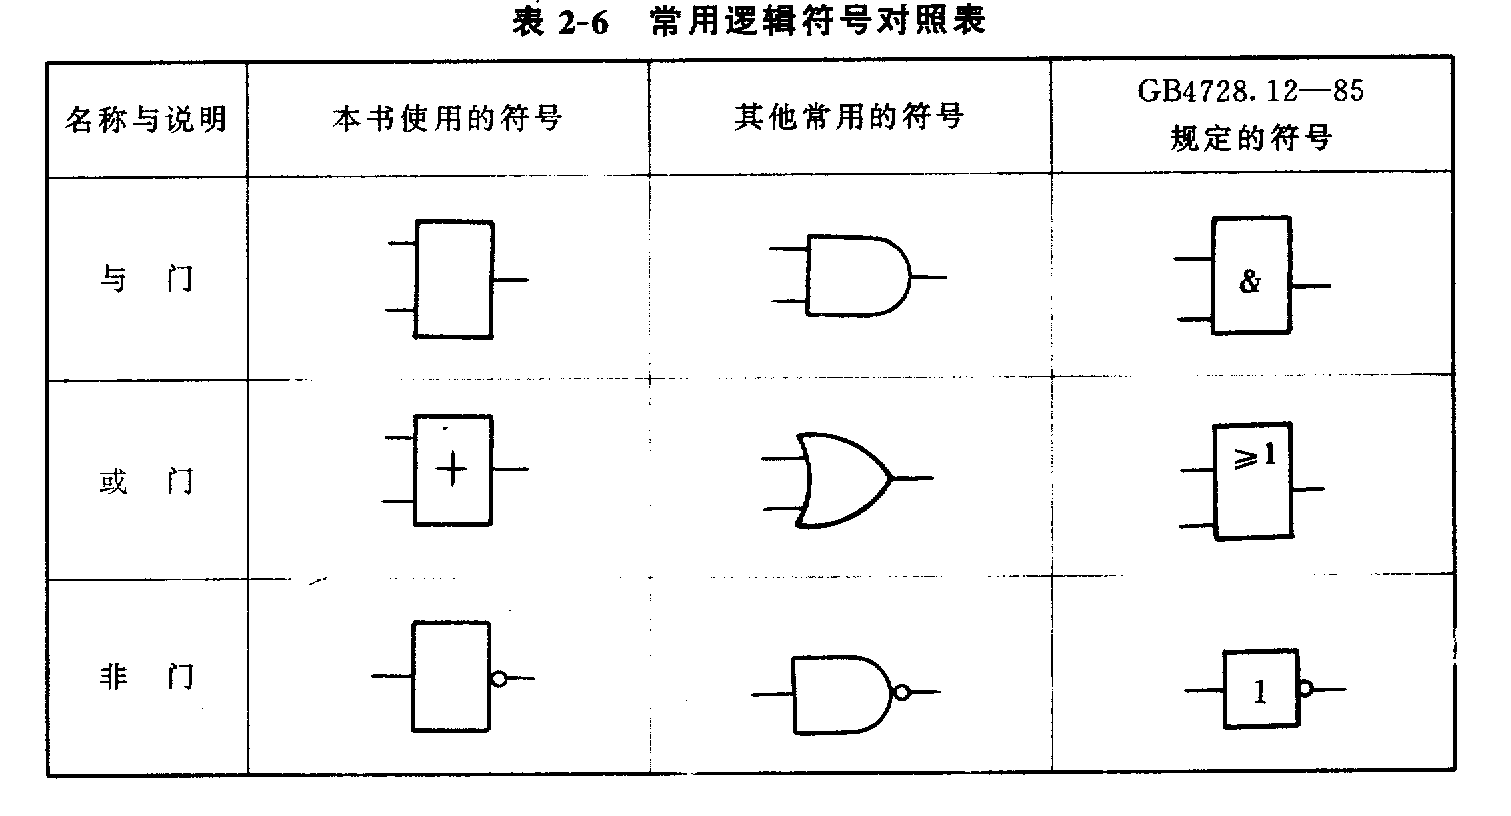 表 2-6 常用逻辑符号对照表
名称与说明
本书使用的符号
其他常用的符号
GB4728.12—85
规定的符号
与 门
&
或 门
+
≥1
非 门
1